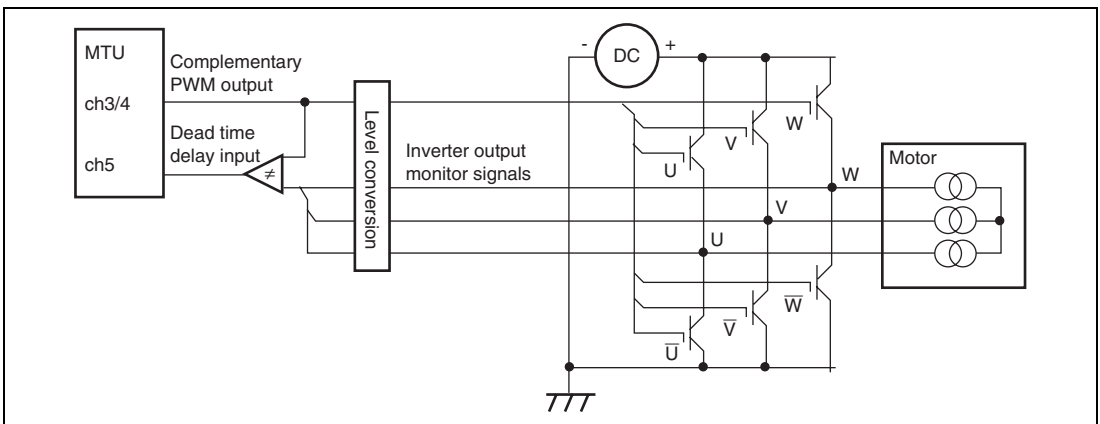 MTU
ch3/4
ch5
Complementary
PWM output
Dead time
delay input
≠
Level conversion
Inverter output
monitor signals
- DC +
U
V
W
U
V
W
U̅
V̅
W̅
Motor